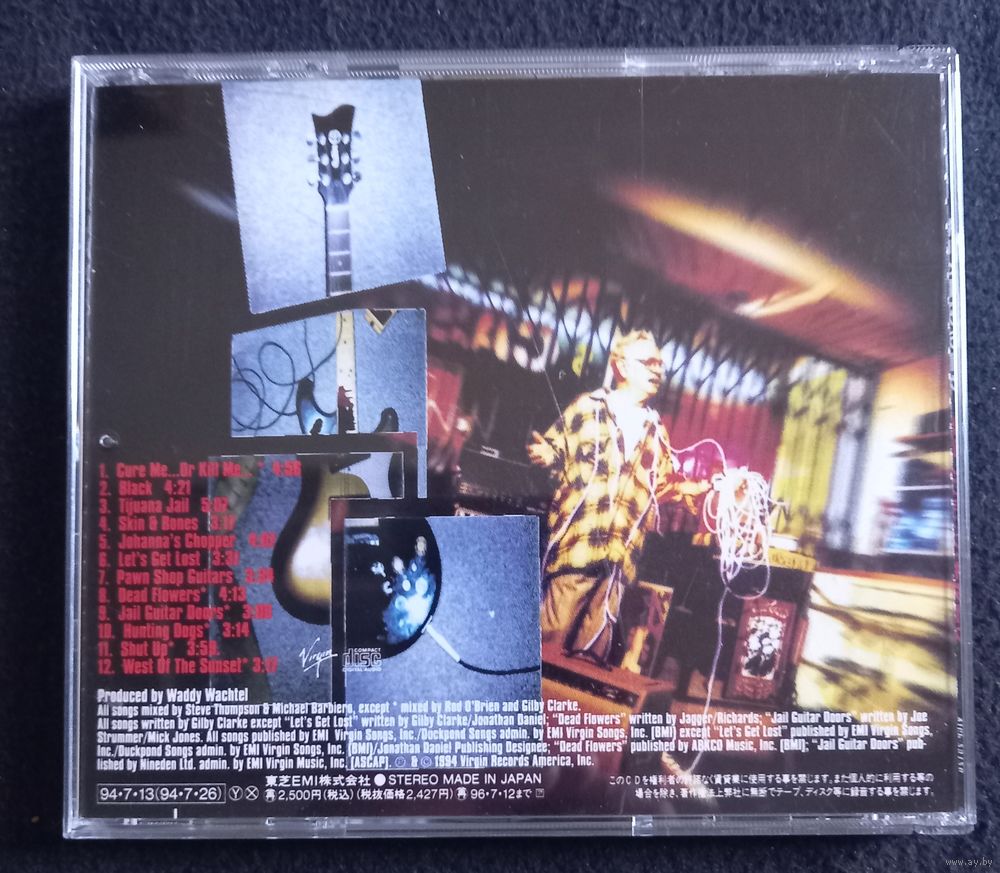 1. Cure Me...Or Kill Me... * 4:56
2. Black 4:21
3. Tijuana Jail 5:07
4. Skin & Bones 3:17
5. Johanna's Chopper
6. Let's Get Lost
7. Pawn Shop Guitars
8. Dead Flowers* 4:13
9. Jail Guitar Doors*
10. Hunting Dogs* 3:14
11. Shut Up*
12. West Of The Sunset* 3:17
Virgin
COMPACT
disc
DIGITAL AUDIO
Produced by Waddy Wachtel
All songs mixed by Steve Thompson & Michael Barbiero, except * mixed by Rod O'Brien and Gilby Clarke.
All songs written by Gilby Clarke except "Let's Get Lost" written by Gilby Clarke/Jonathan Daniel; "Dead Flowers" written by Jagger/Richards; "Jail Guitar Doors" written by Joe
Strummer/Mick Jones. All songs published by EMI Virgin Songs, Inc./Duckpond Songs admin. by EMI Virgin Songs, Inc. (BMI) except "Let's Get Lost" published by EMI Virgin Songs,
Inc./Duckpond Songs admin. by EMI Virgin Songs, Inc. (BMI)/Jonathan Daniel Publishing Designee; "Dead Flowers" published by ABKCO Music, Inc. (BMI); "Jail Guitar Doors" pub-
lished by Nineden Ltd. admin. by EMI Virgin Music, Inc. (ASCAP). ℗ & © 1994 Virgin Records America, Inc.
東芝EMI株式会社 ●STEREO MADE IN JAPAN
94・7・13(94・7・26) Ⓨ Ⓧ 2,500円(税込)(税抜価格2,427円) 96・7・12まで
このCDを権利者の許諾なく賃貸業に使用する事を禁じます。また個人的に利用する等の
場合を除き、著作権法上弊社に無断でテープ、ディスク等に録音する事を禁じます。
www.ay.by